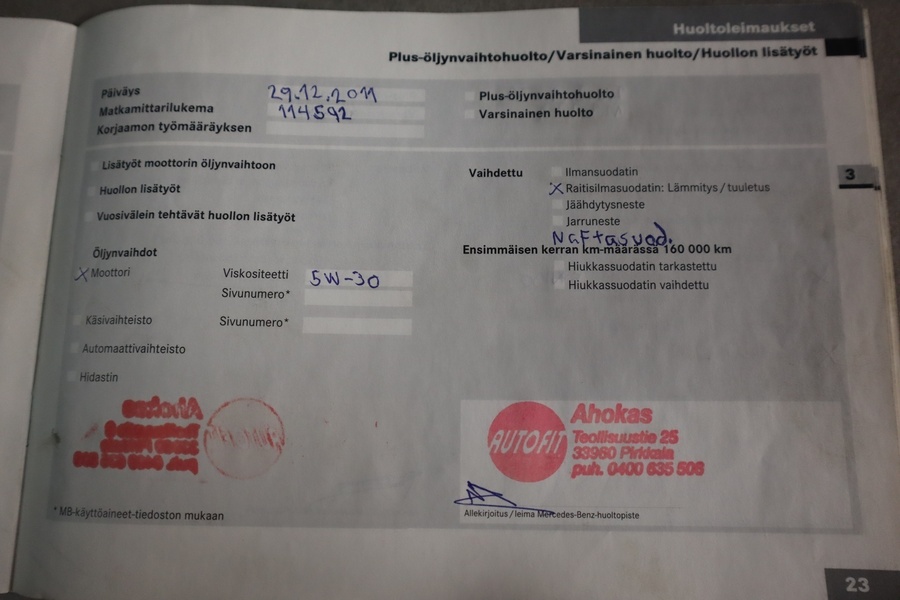 Huoltoleimaukset
Plus-öljynvaihtohuolto/Varsinainen huolto/Huollon lisätyöt
Päiväys 29.12.2011
Matkamittarilukema 114592
Korjaamon työmääräyksen
Plus-öljynvaihtohuolto
Varsinainen huolto
3
Lisätyöt moottorin öljynvaihtoon
Huollon lisätyöt
Vuosivälein tehtävät huollon lisätyöt
Vaihdettu
Ilmansuodatin
X Raitisilmasuodatin: Lämmitys/tuuletus
Jäähdytysneste
Jarruneste
Naftasuod.
Ensimmäisen kerran km-määrässä 160 000 km
Hiukkassuodatin tarkastettu
Hiukkassuodatin vaihdettu
Öljynvaihdot
X Moottori Viskositeetti 5W-30
Sivunumero*
Käsivaihteisto Sivunumero*
Automaattivaihteisto
Hidastin
AUTOFIT
Ahokas
Teollisuustie 25
33960 Pirkkala
puh. 0400 635 506
Allekirjoitus/leima Mercedes-Benz-huoltopiste
* MB-käyttöaineet-tiedoston mukaan
23